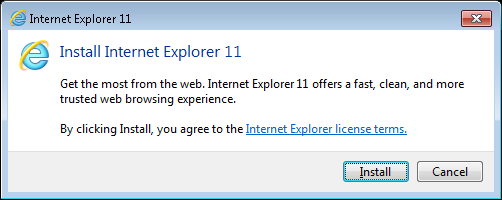 Internet Explorer 11
Install Internet Explorer 11
Get the most from the web. Internet Explorer 11 offers a fast, clean, and more
trusted web browsing experience.
By clicking Install, you agree to the Internet Explorer license terms.
Install Cancel